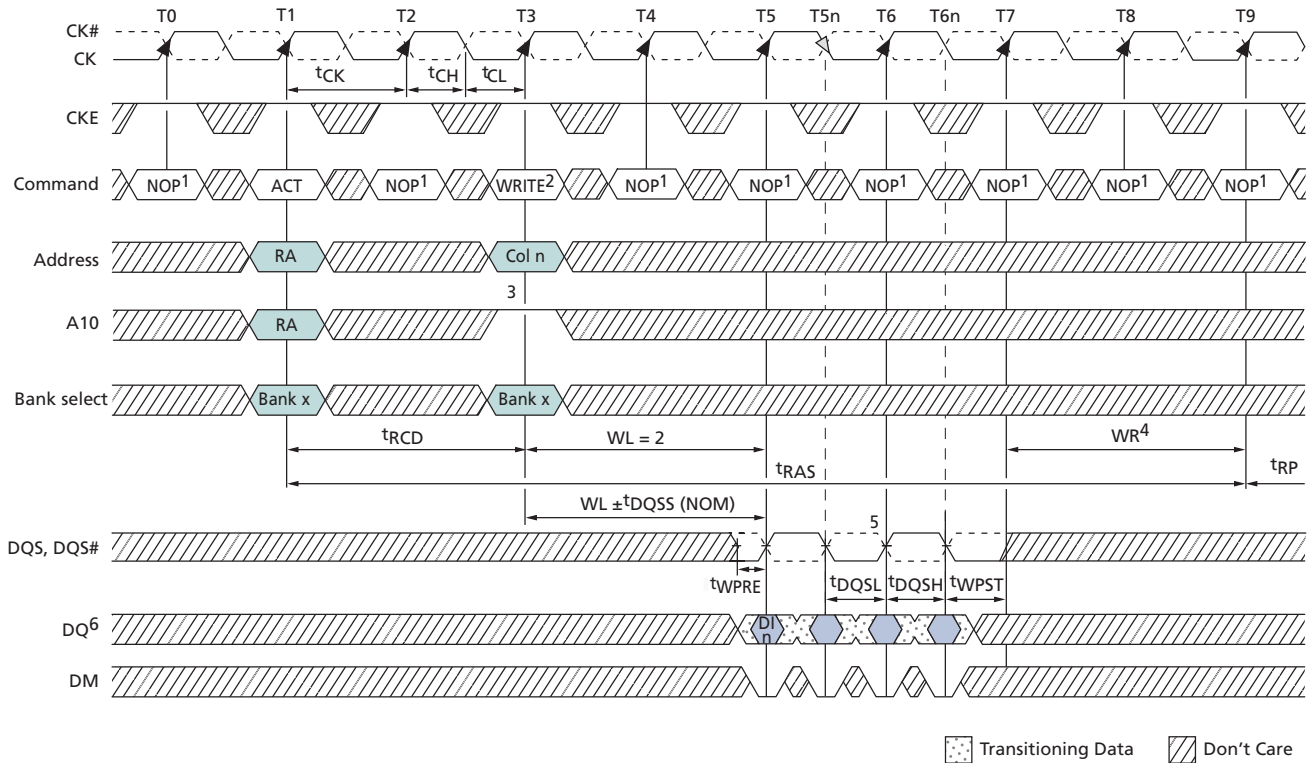 T0 T1 T2 T3 T4 T5 T5n T6 T6n T7 T8 T9
CK#
CK
tCK tCH tCL
CKE
Command NOP1 ACT NOP1 WRITE2 NOP1 NOP1 NOP1 NOP1 NOP1 NOP1
Address RA Col n
3
A10 RA
Bank select Bank x Bank x
tRCD WL = 2 WR4
tRAS tRP
WL ±tDQSS (NOM)
5
DQS, DQS#
tWPRE tDQSL tDQSH tWPST
DQ6 DI
n
DM
Transitioning Data Don't Care